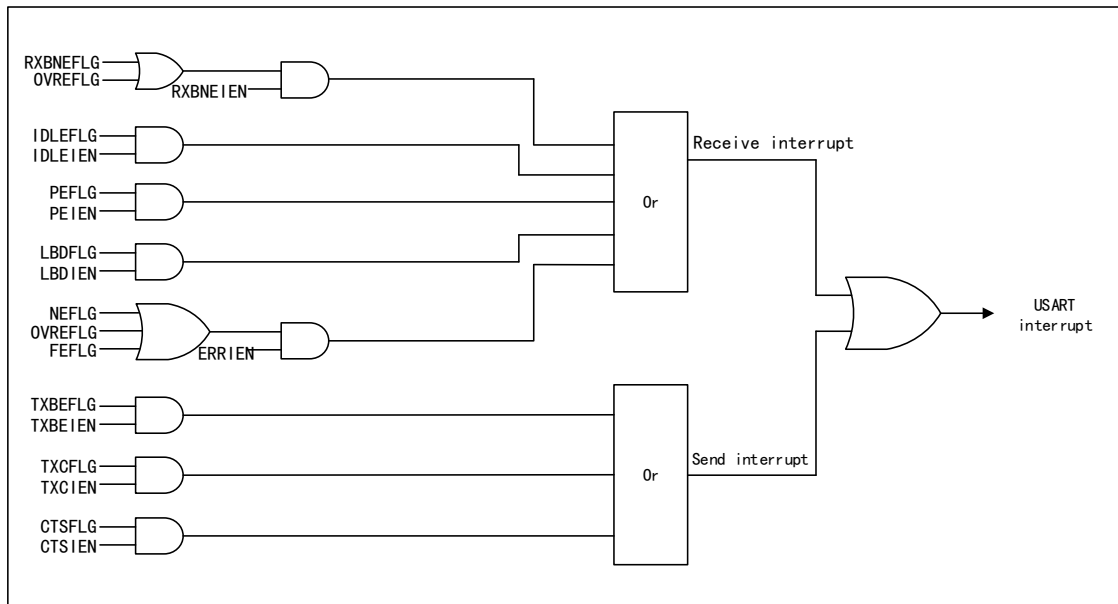 RXBNEFLG
OVREFLG
RXBNEIEN
IDLEFLG
IDLEIEN
PEFLG
PEIEN
LBDFLG
LBDIEN
NEFLG
OVREFLG
FEFLG
ERRIEN
TXBEFLG
TXBEIEN
TXCFLG
TXCIEN
CTSFLG
CTSIEN
Or
Receive interrupt
Or
Send interrupt
USART
interrupt